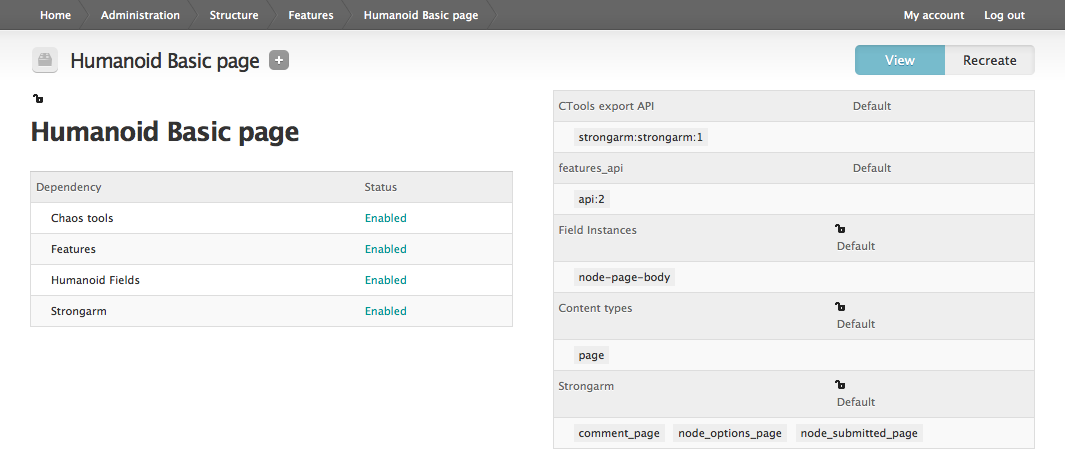 Home Administration Structure Features Humanoid Basic page My account Log out
Humanoid Basic page + View Recreate
Humanoid Basic page
Dependency Status
Chaos tools Enabled
Features Enabled
Humanoid Fields Enabled
Strongarm Enabled
CTools export API Default
strongarm:strongarm:1
features_api Default
api:2
Field Instances
Default
node-page-body
Content types
Default
page
Strongarm
Default
comment_page node_options_page node_submitted_page